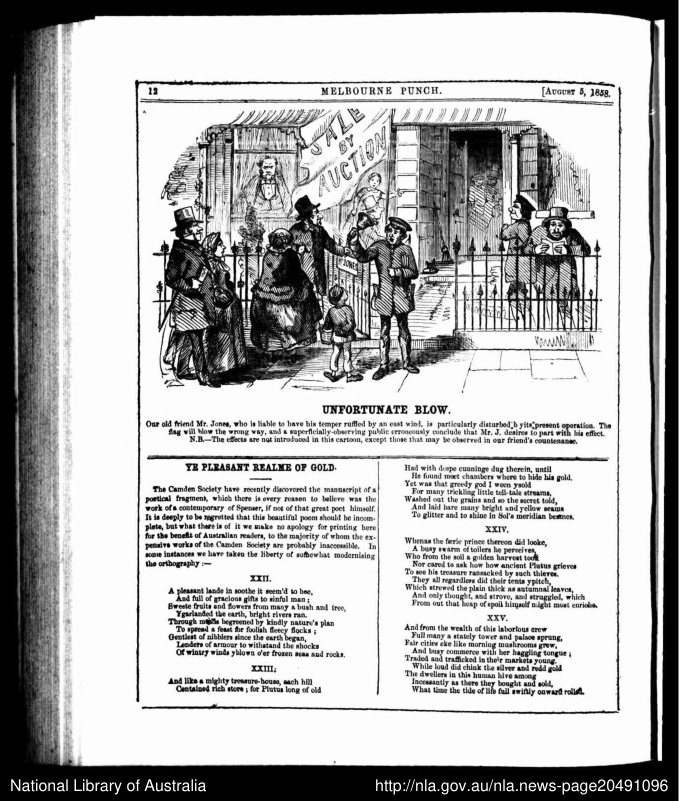 12
MELBOURNE PUNCH.
[AUGUST 5, 1858.
SALE
BY
AUCTION
JONES
UNFORTUNATE BLOW.
Our old friend Mr. Jones, who is liable to have his temper ruffled by an east wind, is particularly disturbed,b yits,present operation. The
flag will blow the wrong way, and a superficially-observing public erroneously conclude that Mr. J. desires to part with his effect.
N.B.—The effects are not introduced in this cartoon, except those that may be observed in our friend's countenance.
YE PLEASANT REALME OF GOLD.
The Camden Society have recently discovered the manuscript of a
poetical fragment, which there is every reason to believe was the
work of a contemporary of Spenser, if not of that great poet himself.
It is deeply to be regretted that this beautiful poem should be incom-
plete, but what there is of it we make no apology for printing here
for the benefit of Australian readers, to the majority of whom the ex-
pensive works of the Camden Society are probably inaccessible. In
some instances we have taken the liberty of somewhat modernising
the orthography :—
XXII.
A pleasant lande in soothe it seem'd to bee,
And full of gracious gifts to sinful man ;
Sweete fruits and flowers from many a bush and tree,
Ygarlanded the earth, bright rivers ran.
Through begreened by kindly nature's plan
To spread a feast for foolish fleecy flocks ;
Gentlest of nibblers since the earth began,
Lenders of armour to withstand the shocks
Of wintry winds yblown o'er frozen seas and rocks.
XXIII;
And like a mighty treasure-house, each hill
Contained rich store ; for Plutus long of old
Had with deepe cunninge dug therein, until
He found meet chambers where to hide his gold.
Yet was that greedy god I ween ysold
For many trickling little tell-tale streams,
Washed out the grains and so the secret told,
And laid bare many bright and yellow seams
To glitter and to shine in Sol's meridian beames.
XXIV.
Whenas the faerie prince thereon did looke,
A busy swarm of toilers he perceives,
Who from the soil a golden harvest took
Nor cared to ask how how ancient Plutus grieves
To see his treasure ransacked by such thieves.
They all regardless did their tents ypitch,
Which strewed the plain thick as autumnal leaves,
And only thought, and strove, and struggled, which
From out that heap of spoil himself might most enriche.
XXV.
And from the wealth of this laborious crew
Full many a stately tower and palace sprung,
Fair cities eke like morning mushrooms grew,
And busy commerce with her haggling tongue ;
Traded and trafficked in their markets young.
While loud did chink the silver and redd gold
The dwellers in this human hive among
Incessantly as there they bought and sold,
What time the tide of life full swiftly onward rolled.
National Library of Australia
http://nla.gov.au/nla.news-page20491096